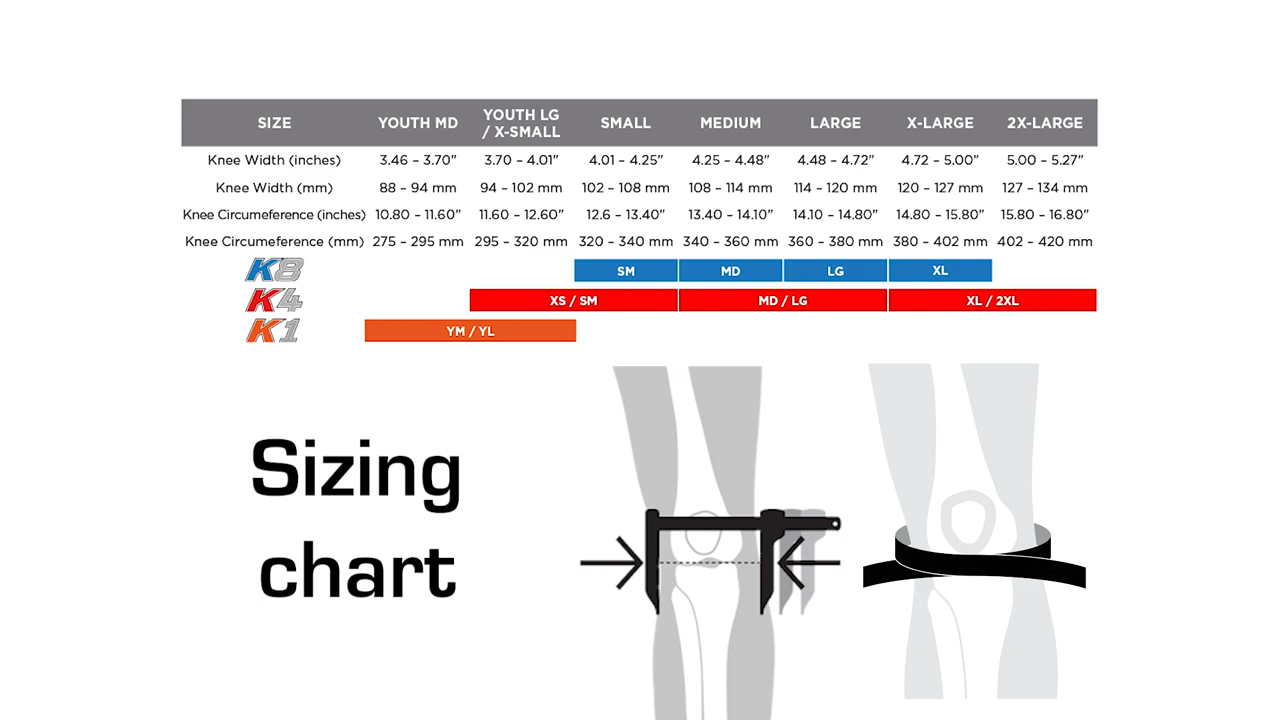 SIZE YOUTH MD YOUTH LG / X-SMALL SMALL MEDIUM LARGE X-LARGE 2X-LARGE
Knee Width (inches) 3.46 – 3.70" 3.70 – 4.01" 4.01 – 4.25" 4.25 – 4.48" 4.48 – 4.72" 4.72 – 5.00" 5.00 – 5.27"
Knee Width (mm) 88 – 94 mm 94 – 102 mm 102 – 108 mm 108 – 114 mm 114 – 120 mm 120 – 127 mm 127 – 134 mm
Knee Circumeference (inches) 10.80 – 11.60" 11.60 – 12.60" 12.6 – 13.40" 13.40 – 14.10" 14.10 – 14.80" 14.80 – 15.80" 15.80 – 16.80"
Knee Circumeference (mm) 275 – 295 mm 295 – 320 mm 320 – 340 mm 340 – 360 mm 360 – 380 mm 380 – 402 mm 402 – 420 mm
K8 SM MD LG XL
K4 XS / SM MD / LG XL / 2XL
K1 YM / YL
Sizing
chart